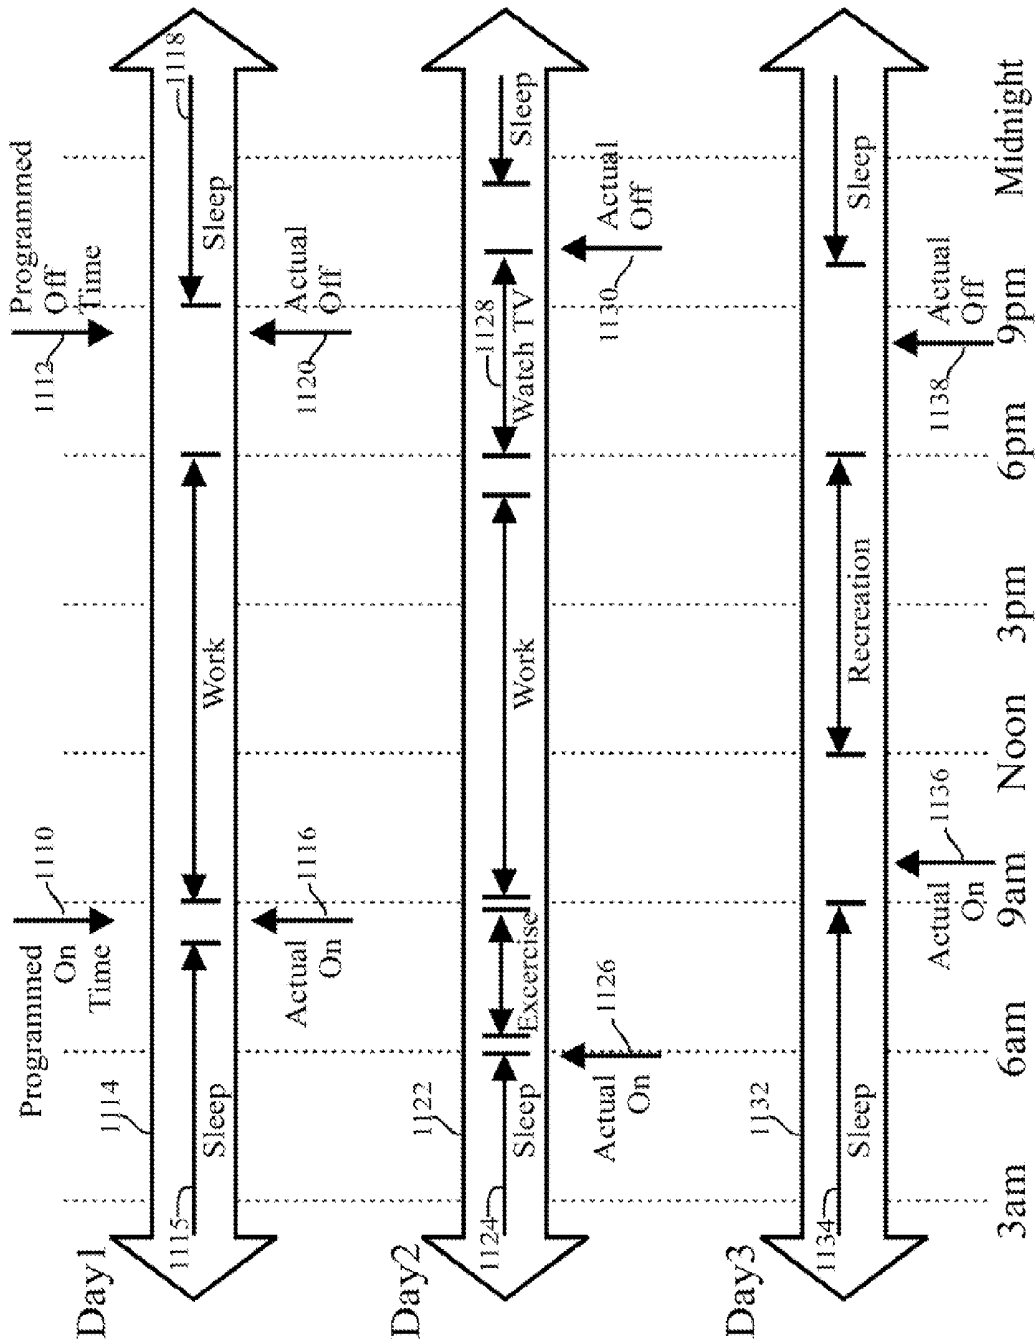 Day1
1114
1115
Programmed
On
Time
1110
Programmed
Off
Time
1112
1118
Sleep
Work
Sleep
Actual
On
1116
Actual
Off
1120
Day2
1122
1124
Sleep
Excercise
Work
Watch TV
1128
Sleep
Actual
On
1126
Actual
Off
1130
Day3
1132
1134
Sleep
Recreation
Sleep
Actual
On
1136
Actual
Off
1138
3am 6am 9am Noon 3pm 6pm 9pm Midnight